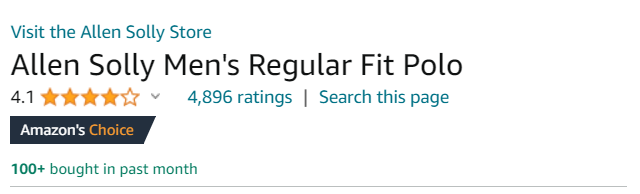 Visit the Allen Solly Store
Allen Solly Men's Regular Fit Polo
4.1 4,896 ratings | Search this page
Amazon's Choice
100+ bought in past month